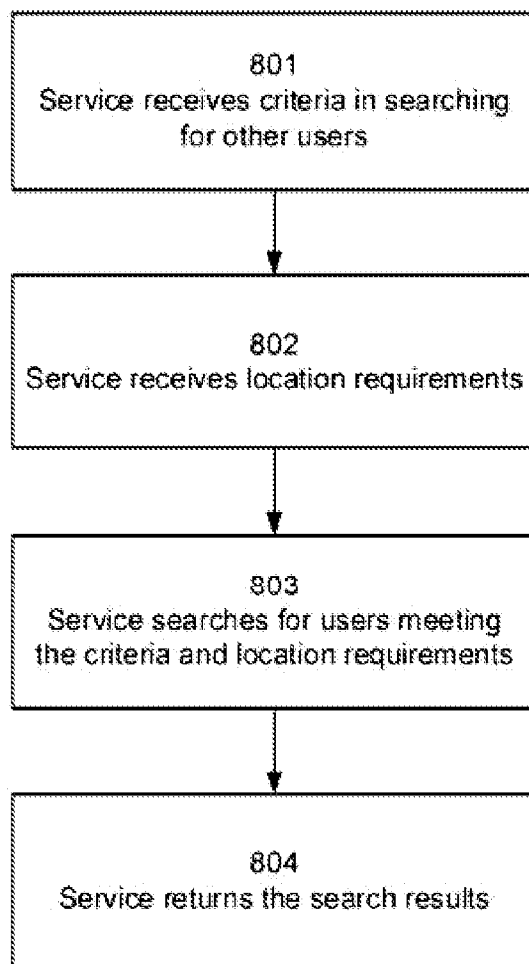 801
Service receives criteria in searching
for other users
802
Service receives location requirements
803
Service searches for users meeting
the criteria and location requirements
804
Service returns the search results